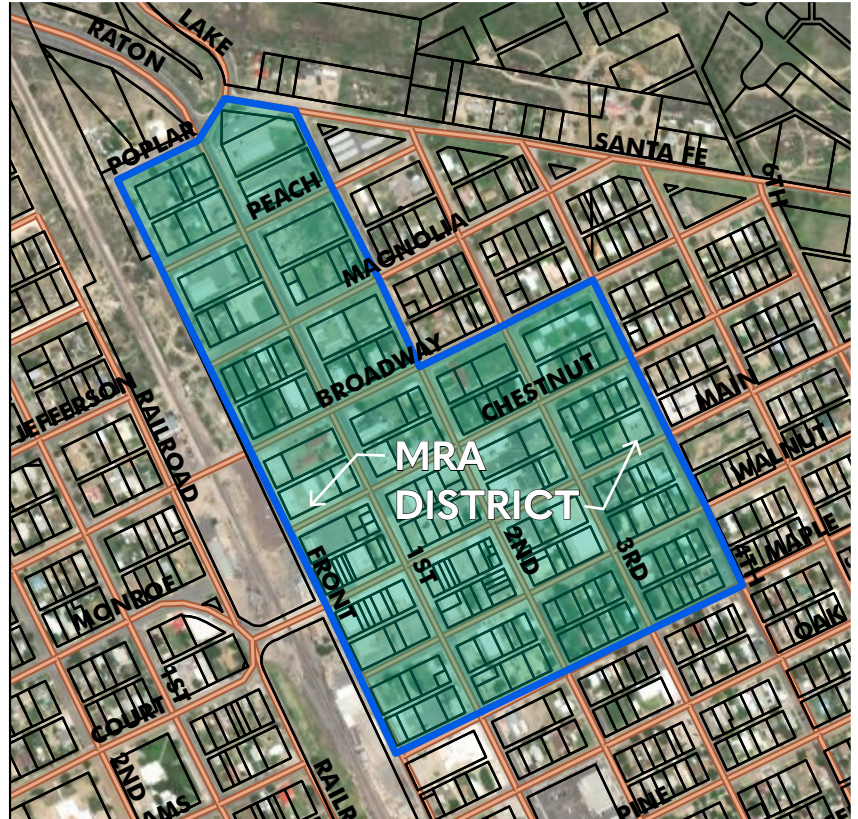 LAKE
RATON
POPLAR
SANTA FE
6TH
PEACH
MAGNOLIA
BROADWAY
CHESTNUT
JEFFERSON
RAILROAD
MAIN
WALNUT
MRA
DISTRICT
MAPLE
FRONT
1ST
2ND
3RD
4TH
MONROE
OAK
1ST
COURT
2ND
RAILR
AMS
PINE